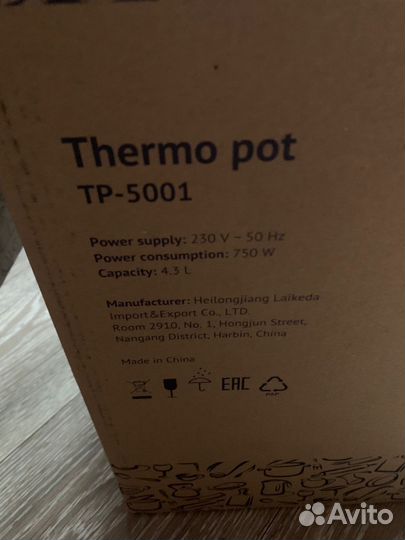 Thermo pot
TP-5001
Power supply: 230 V ~ 50 Hz
Power consumption: 750 W
Capacity: 4.3 L
Manufacturer: Heilongjiang Laikeda
Import&Export Co., LTD.
Room 2910, No. 1, Hongjun Street,
Nangang District, Harbin, China
Made in China
EAC
PAP
Avito